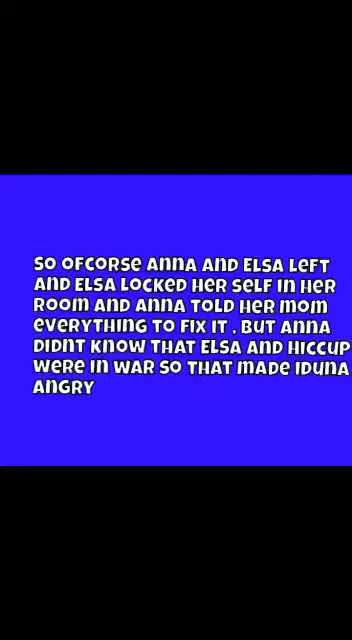 So ofcorse Anna and Elsa left
and Elsa locked her self in her
room and Anna told her mom
everything to fix it , but Anna
didnt know that Elsa and Hiccup
were in war so that made Iduna
angry